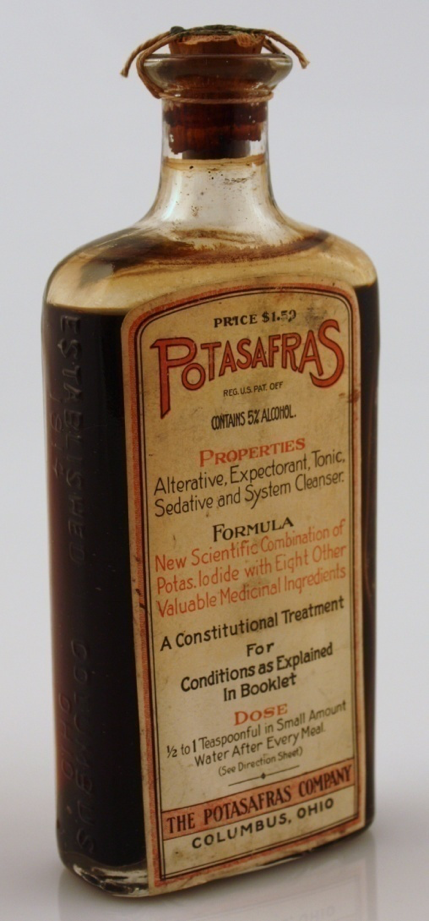 PRICE $1.50
POTASAFRAS
REG. U.S. PAT. OFF.
CONTAINS 5% ALCOHOL.
PROPERTIES
Alterative, Expectorant, Tonic,
Sedative and System Cleanser.
FORMULA
New Scientific Combination of
Potas. Iodide with Eight Other
Valuable Medicinal Ingredients
A Constitutional Treatment
For
Conditions as Explained
In Booklet
DOSE
½ to 1 Teaspoonful in Small Amount
Water After Every Meal.
(See Direction Sheet)
THE POTASAFRAS COMPANY
COLUMBUS, OHIO
ESTABLISHED